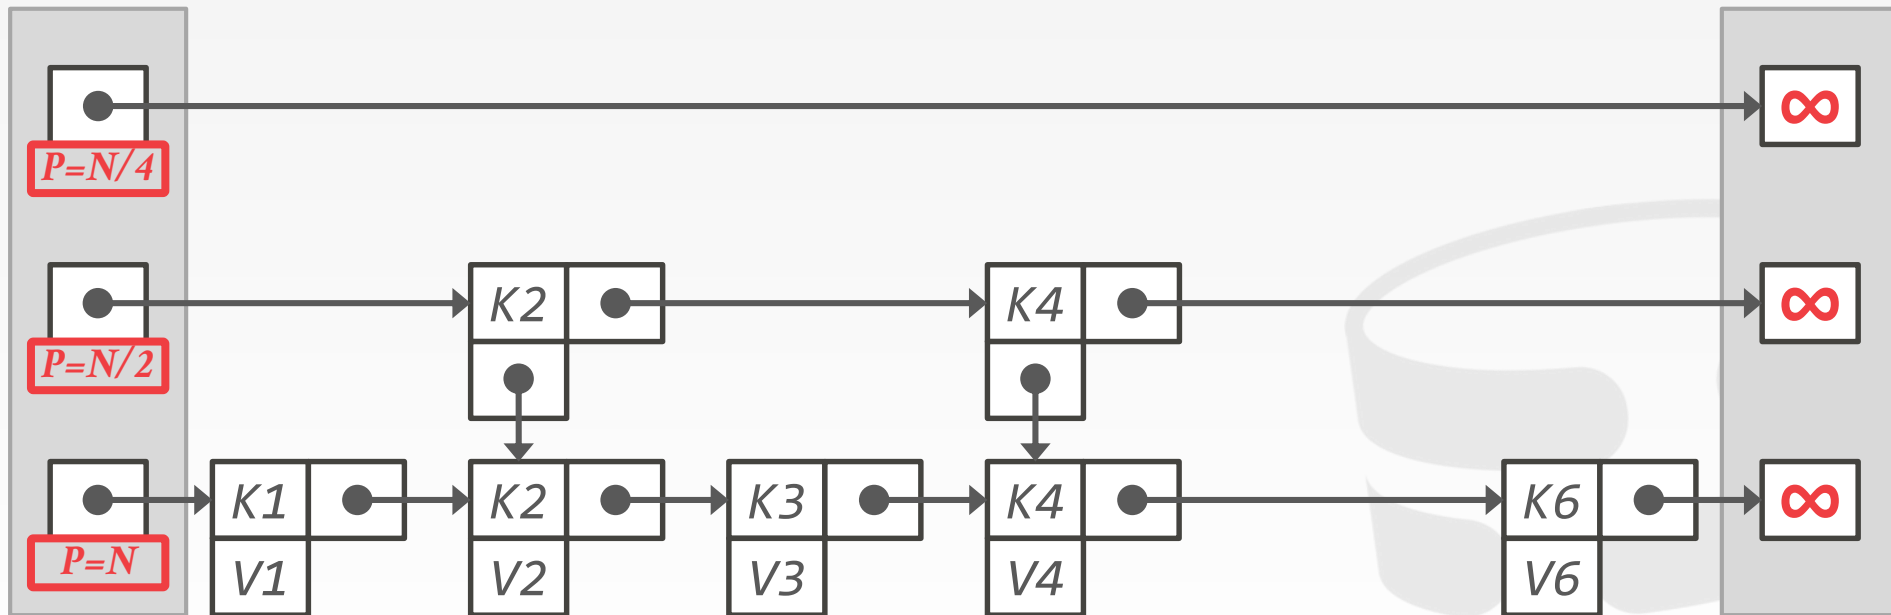 ∞
P=N/4
K2 K4 ∞
P=N/2
K1 K2 K3 K4 K6 ∞
P=N
V1 V2 V3 V4 V6